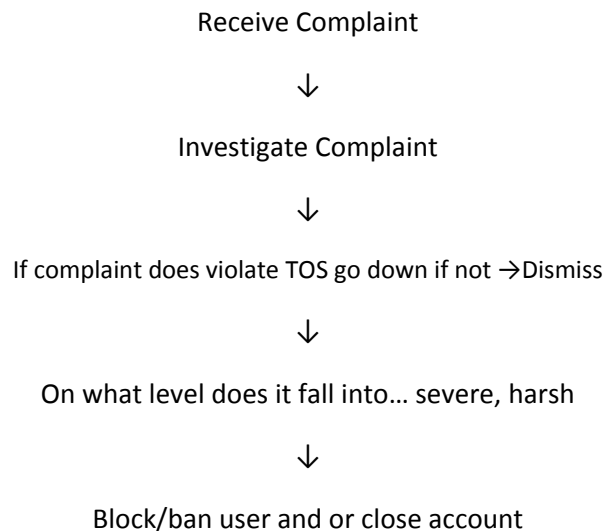 Receive Complaint
↓
Investigate Complaint
↓
If complaint does violate TOS go down if not →Dismiss
↓
On what level does it fall into... severe, harsh
↓
Block/ban user and or close account